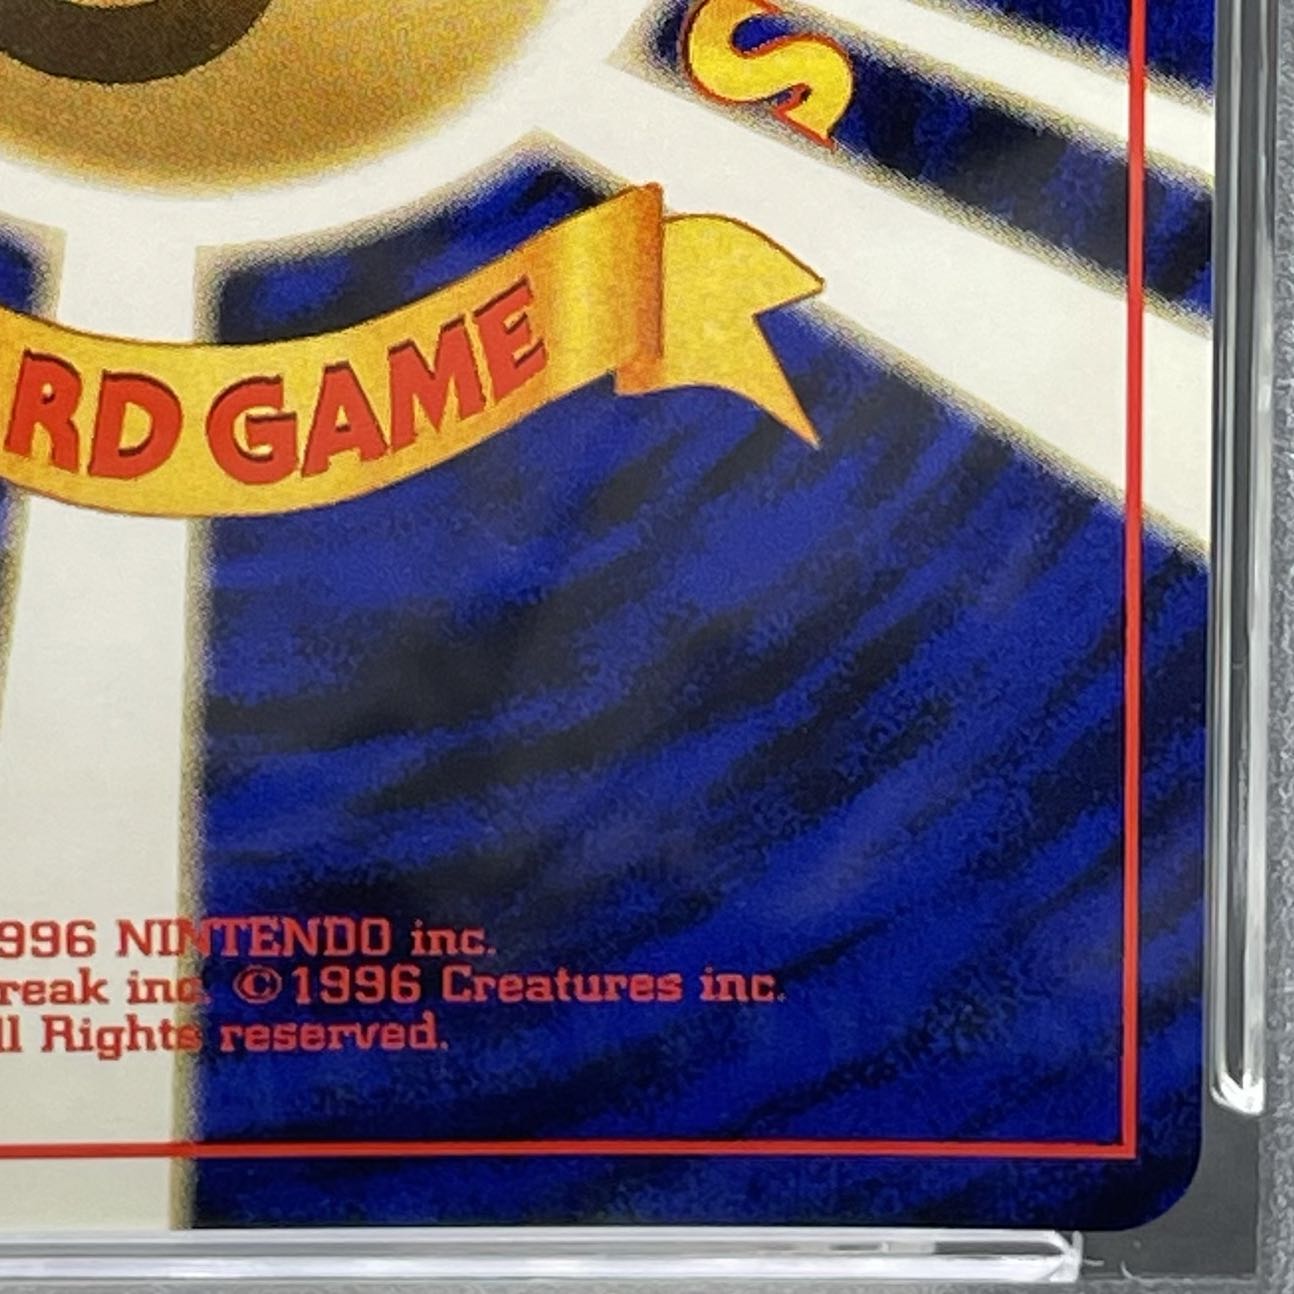 S
RD GAME
996 NINTENDO inc.
reak inc. ©1996 Creatures inc.
ll Rights reserved.